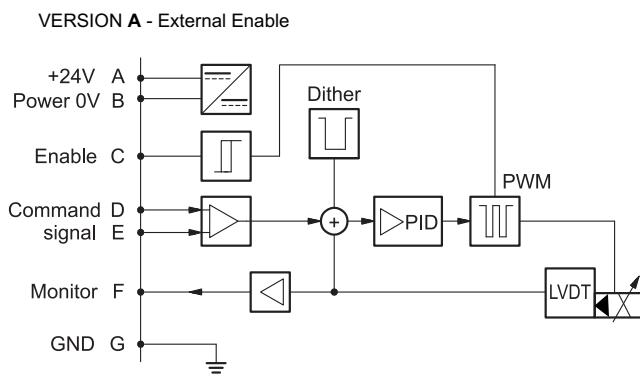 VERSION A - External Enable
+24V A
Power 0V B
Dither
Enable C
PWM
Command D
signal E
+
PID
Monitor F
LVDT
GND G